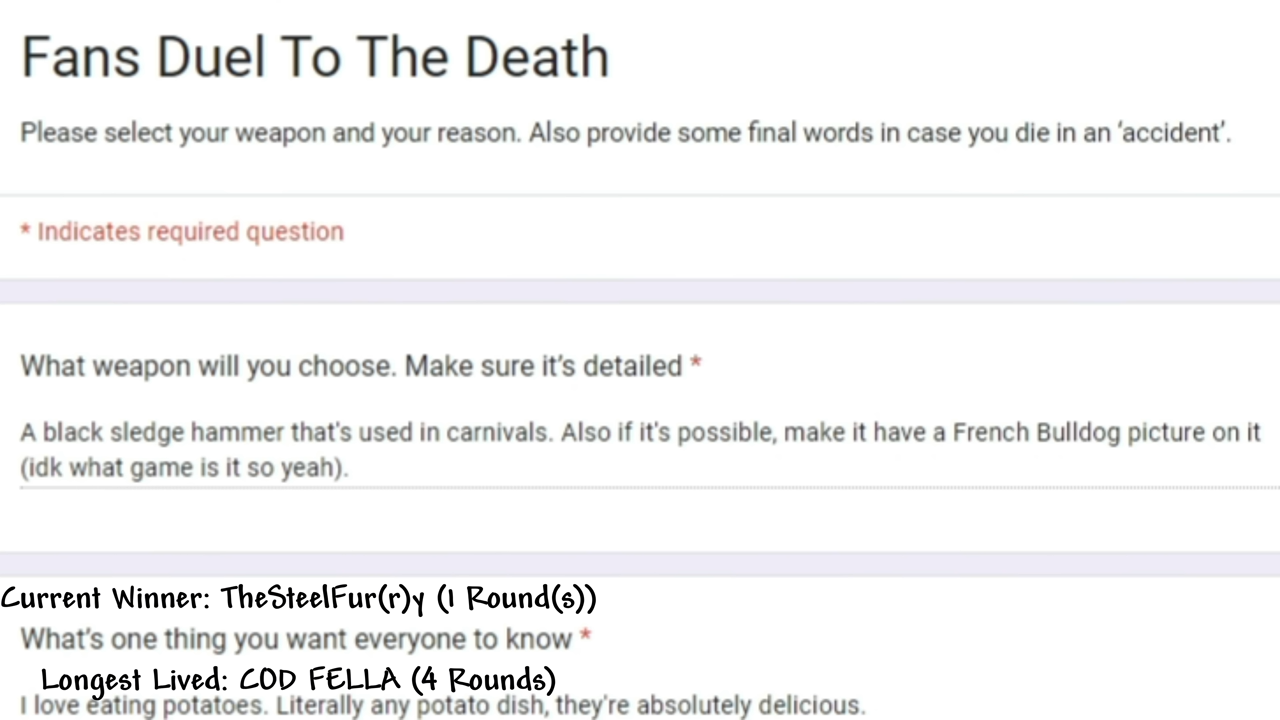 Fans Duel To The Death
Please select your weapon and your reason. Also provide some final words in case you die in an ‘accident’.
* Indicates required question
What weapon will you choose. Make sure it’s detailed *
A black sledge hammer that's used in carnivals. Also if it's possible, make it have a French Bulldog picture on it
(idk what game is it so yeah).
Current Winner: TheSteelFur(r)y (1 Round(s))
What’s one thing you want everyone to know *
Longest Lived: COD FELLA (4 Rounds)
I love eating potatoes. Literally any potato dish, they're absolutely delicious.